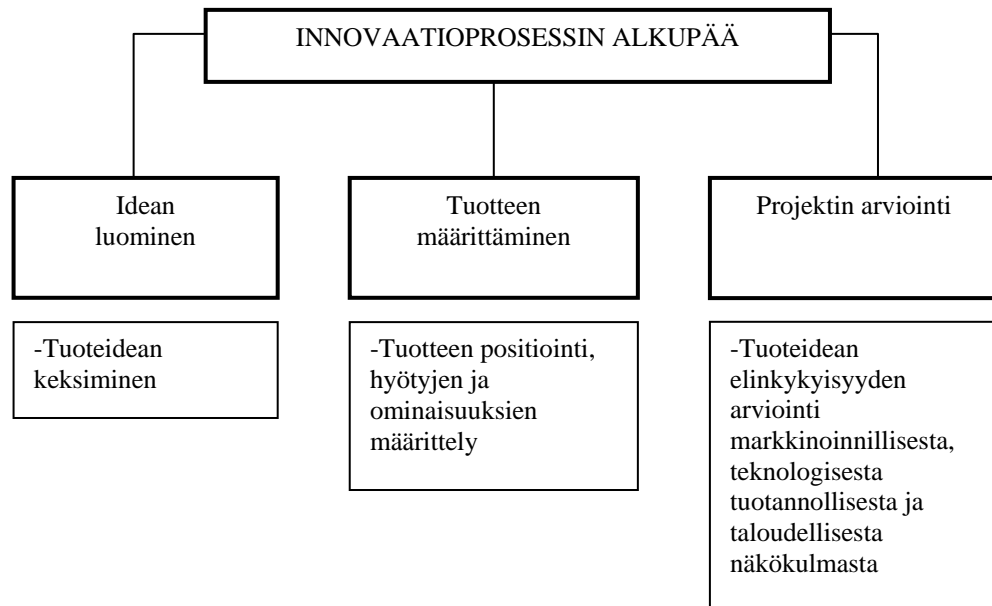 INNOVAATIOPROSESSIN ALKUPÄÄ
Idean
luominen
Tuotteen
määrittäminen
Projektin arviointi
-Tuoteidean
keksiminen
-Tuotteen positiointi,
hyötyjen ja
ominaisuuksien
määrittely
-Tuoteidean
elinkykyisyyden
arviointi
markkinoinnillisesta,
teknologisesta
tuotannollisesta ja
taloudellisesta
näkökulmasta